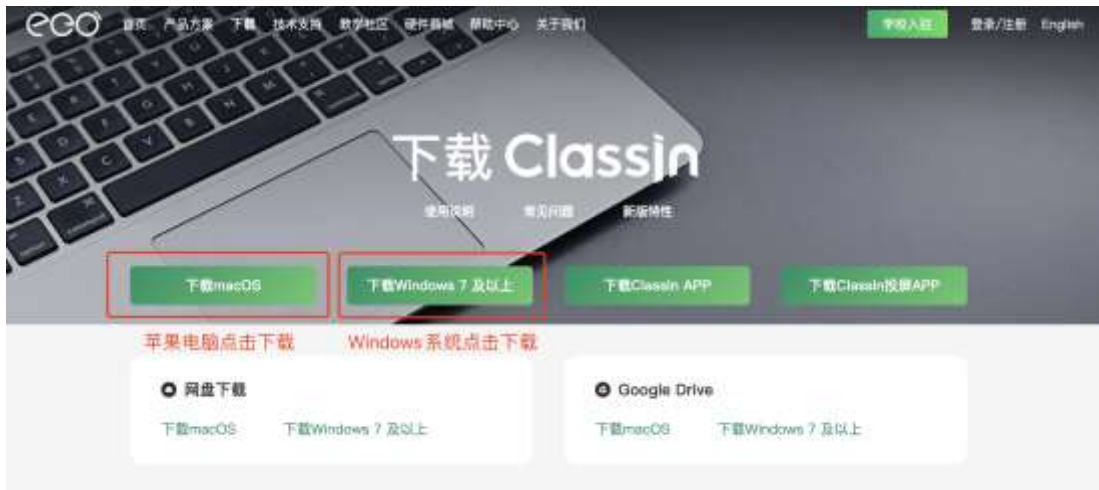 eeo 首页 产品方案 下载 技术支持 教学社区 硬件商城 帮助中心 关于我们 学校入驻 登录/注册 English
下载 ClassIn
使用说明 常见问题 新版特性
下载macOS 下载Windows 7 及以上 下载ClassIn APP 下载ClassIn投屏APP
苹果电脑点击下载 Windows 系统点击下载
网盘下载 Google Drive
下载macOS 下载Windows 7 及以上 下载macOS 下载Windows 7 及以上